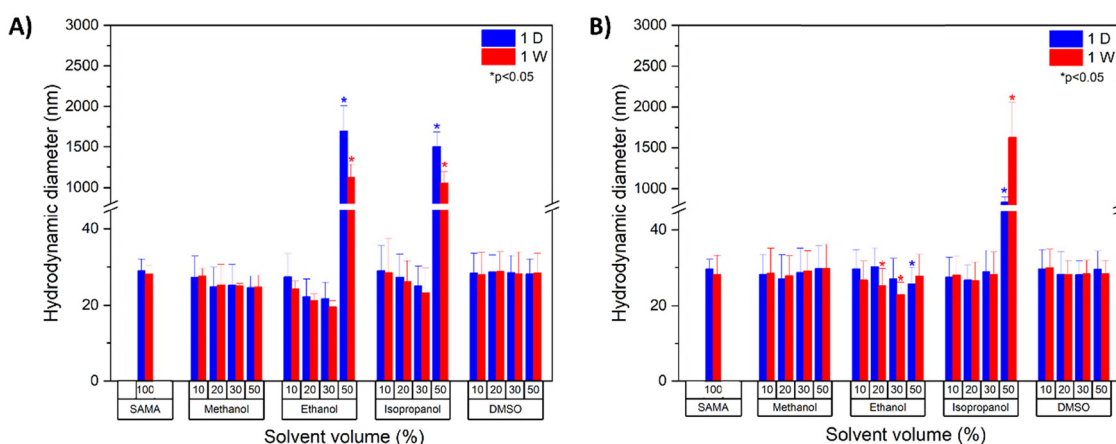 A)
3000
2500
2000
1500
1000
40
20
0
Hydrodynamic diameter (nm)
1 D
1 W
*p<0.05
* * * *
100 10 20 30 50 10 20 30 50 10 20 30 50 10 20 30 50
SAMA Methanol Ethanol Isopropanol DMSO
Solvent volume (%)
B)
3000
2500
2000
1500
1000
40
20
0
Hydrodynamic diameter (nm)
1 D
1 W
*p<0.05
* * * * *
100 10 20 30 50 10 20 30 50 10 20 30 50 10 20 30 50
SAMA Methanol Ethanol Isopropanol DMSO
Solvent volume (%)